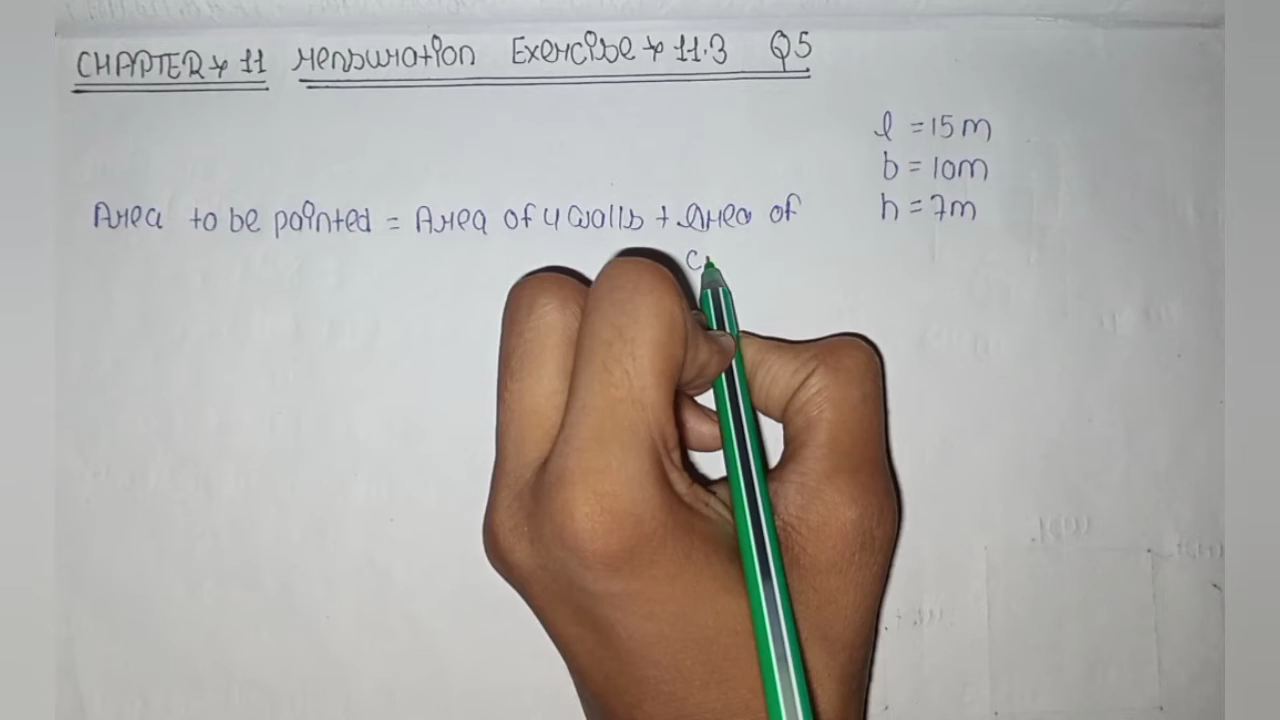 CHAPTER → 11 Mensuration Exercise → 11.3 Q5
l = 15m
b = 10m
h = 7m
Area to be painted = Area of 4 walls + Area of
c